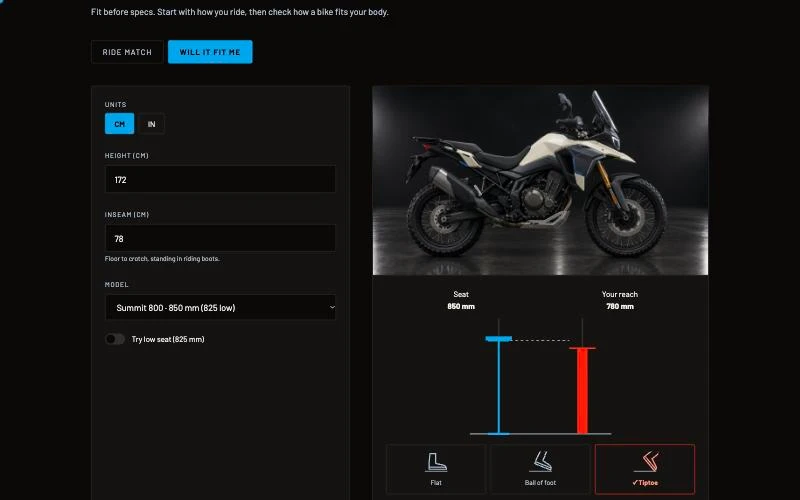 Fit before specs. Start with how you ride, then check how a bike fits your body.
RIDE MATCH
WILL IT FIT ME
UNITS
CM
IN
HEIGHT (CM)
172
INSEAM (CM)
78
Floor to crotch, standing in riding boots.
MODEL
Summit 800 · 850 mm (825 low)
Try low seat (825 mm)
Seat
850 mm
Your reach
780 mm
Flat
Ball of foot
✓Tiptoe